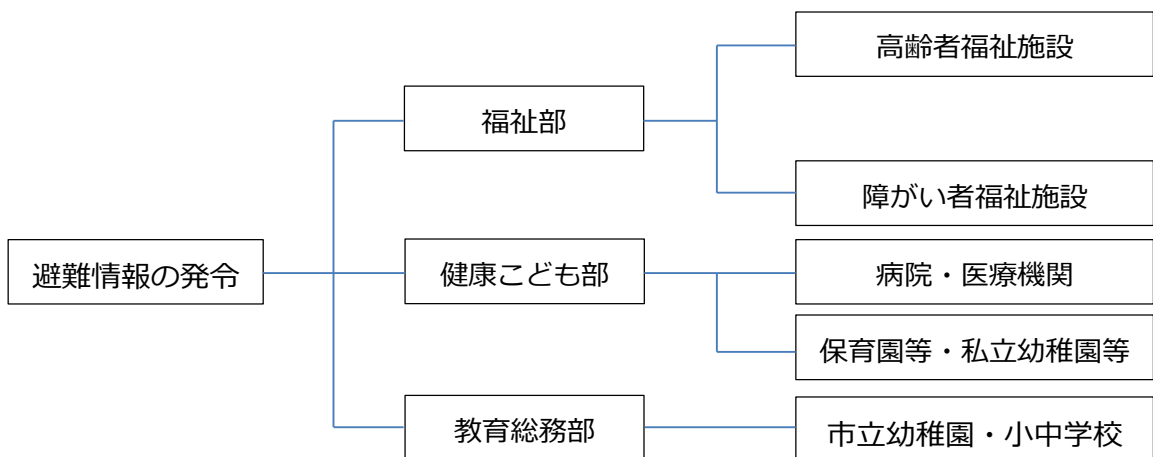 避難情報の発令
福祉部
高齢者福祉施設
障がい者福祉施設
健康こども部
病院・医療機関
保育園等・私立幼稚園等
教育総務部
市立幼稚園・小中学校